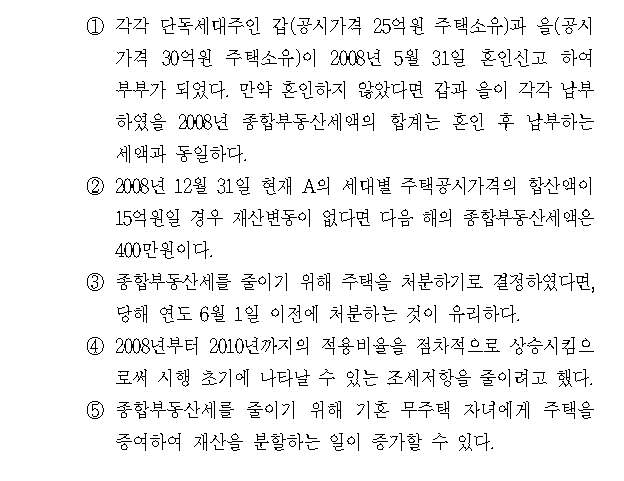 ① 각각 단독세대주인 갑(공시가격 25억원 주택소유)과 을(공시
가격 30억원 주택소유)이 2008년 5월 31일 혼인신고 하여
부부가 되었다. 만약 혼인하지 않았다면 갑과 을이 각각 납부
하였을 2008년 종합부동산세액의 합계는 혼인 후 납부하는
세액과 동일하다.
② 2008년 12월 31일 현재 A의 세대별 주택공시가격의 합산액이
15억원일 경우 재산변동이 없다면 다음 해의 종합부동산세액은
400만원이다.
③ 종합부동산세를 줄이기 위해 주택을 처분하기로 결정하였다면,
당해 연도 6월 1일 이전에 처분하는 것이 유리하다.
④ 2008년부터 2010년까지의 적용비율을 점차적으로 상승시킴으
로써 시행 초기에 나타날 수 있는 조세저항을 줄이려고 했다.
⑤ 종합부동산세를 줄이기 위해 기혼 무주택 자녀에게 주택을
증여하여 재산을 분할하는 일이 증가할 수 있다.